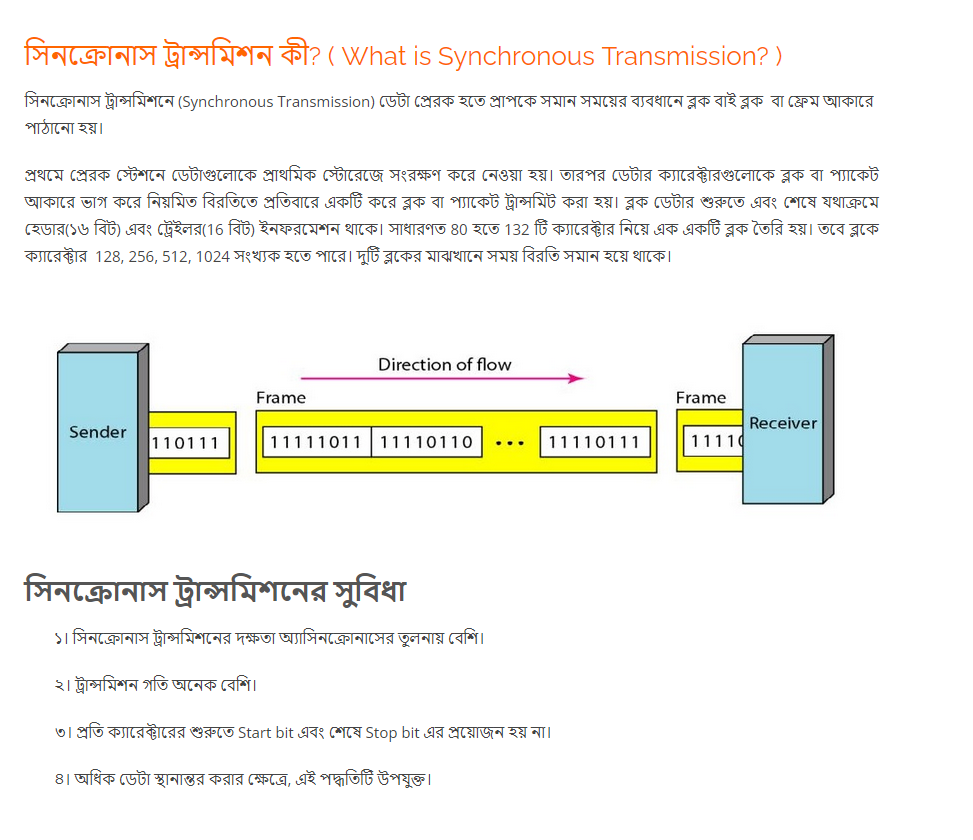 সিনক্রোনাস ট্রান্সমিশন কী? ( What is Synchronous Transmission? )
সিনক্রোনাস ট্রান্সমিশনে (Synchronous Transmission) ডেটা প্রেরক হতে প্রাপকে সমান সময়ের ব্যবধানে ব্লক বাই ব্লক বা ফ্রেম আকারে
পাঠানো হয়।
প্রথমে প্রেরক স্টেশনে ডেটাগুলোকে প্রাথমিক স্টোরেজে সংরক্ষণ করে নেওয়া হয়। তারপর ডেটার ক্যারেক্টারগুলোকে ব্লক বা প্যাকেট
আকারে ভাগ করে নিয়মিত বিরতিতে প্রতিবারে একটি করে ব্লক বা প্যাকেট ট্রান্সমিট করা হয়। ব্লক ডেটার শুরুতে এবং শেষে যথাক্রমে
হেডার(১৬ বিট) এবং ট্রেইলর(16 বিট) ইনফরমেশন থাকে। সাধারণত 80 হতে 132 টি ক্যারেক্টার নিয়ে এক একটি ব্লক তৈরি হয়। তবে ব্লকে
ক্যারেক্টার 128, 256, 512, 1024 সংখ্যক হতে পারে। দুটি ব্লকের মাঝখানে সময় বিরতি সমান হয়ে থাকে।
Direction of flow
Frame
Frame
Sender
110111
11111011 11110110 ... 11110111
1111
Receiver
সিনক্রোনাস ট্রান্সমিশনের সুবিধা
১। সিনক্রোনাস ট্রান্সমিশনের দক্ষতা অ্যাসিনক্রোনাসের তুলনায় বেশি।
২। ট্রান্সমিশন গতি অনেক বেশি।
৩। প্রতি ক্যারেক্টারের শুরুতে Start bit এবং শেষে Stop bit এর প্রয়োজন হয় না।
৪। অধিক ডেটা স্থানান্তর করার ক্ষেত্রে, এই পদ্ধতিটি উপযুক্ত।